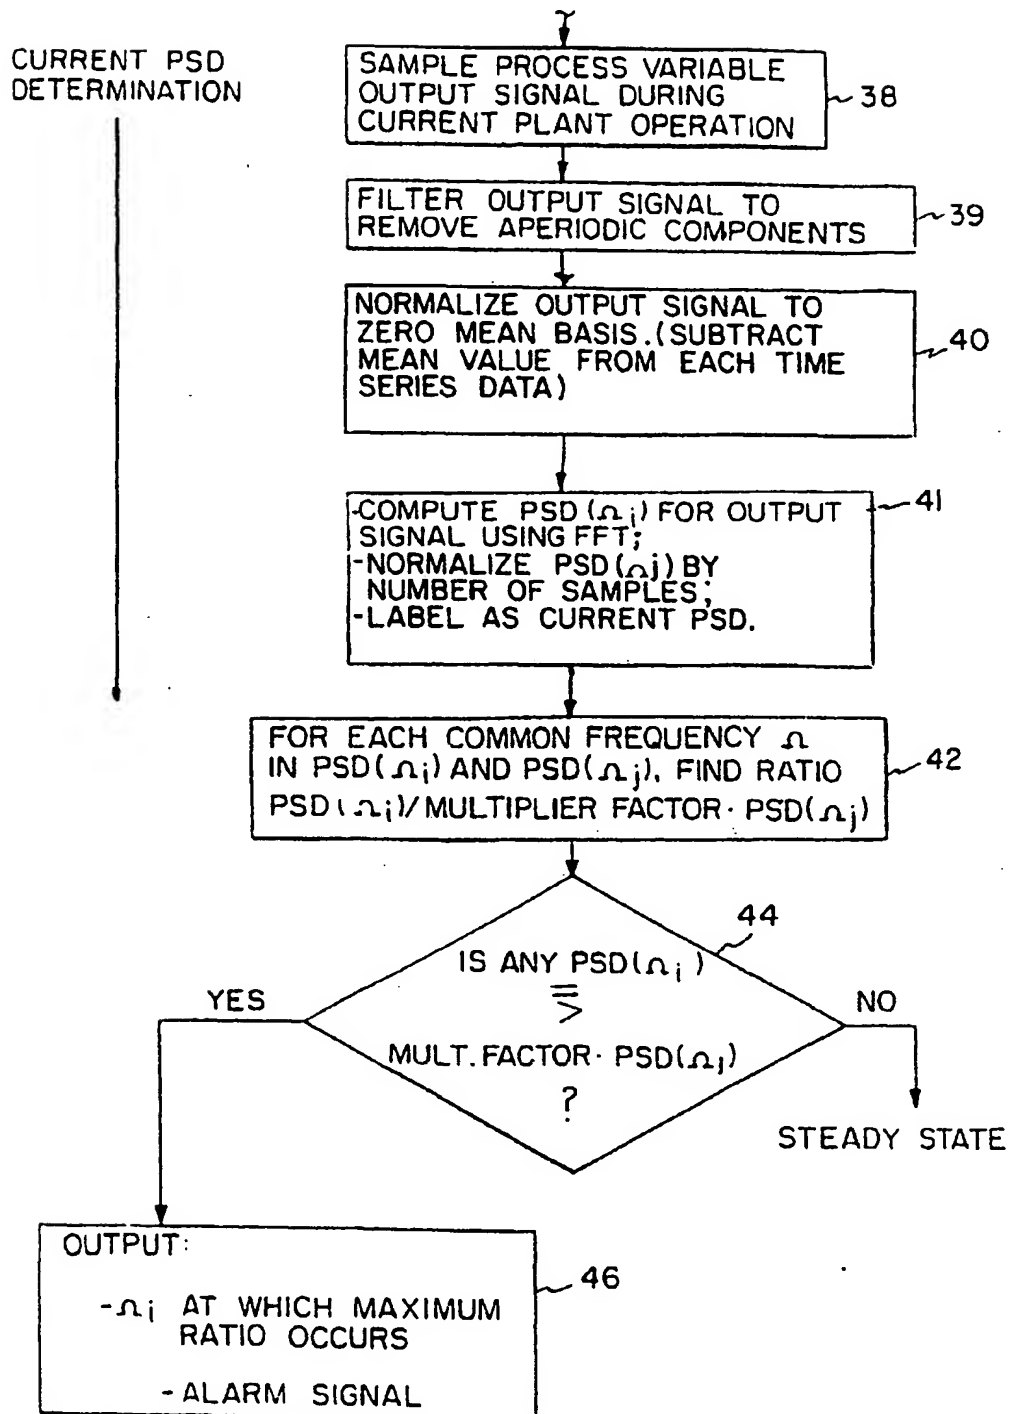 CURRENT PSD
DETERMINATION
SAMPLE PROCESS VARIABLE
OUTPUT SIGNAL DURING
CURRENT PLANT OPERATION
38
FILTER OUTPUT SIGNAL TO
REMOVE APERIODIC COMPONENTS
39
NORMALIZE OUTPUT SIGNAL TO
ZERO MEAN BASIS.(SUBTRACT
MEAN VALUE FROM EACH TIME
SERIES DATA)
40
-COMPUTE PSD(Ωi) FOR OUTPUT
SIGNAL USING FFT;
-NORMALIZE PSD(Ωj) BY
NUMBER OF SAMPLES;
-LABEL AS CURRENT PSD.
41
FOR EACH COMMON FREQUENCY Ω
IN PSD(Ωi) AND PSD(Ωj), FIND RATIO
PSD(Ωi)/MULTIPLIER FACTOR· PSD(Ωj)
42
44
IS ANY PSD(Ωi)
=
>
MULT. FACTOR· PSD(Ωj)
?
YES
NO
STEADY STATE
OUTPUT:
-Ωi AT WHICH MAXIMUM
RATIO OCCURS
-ALARM SIGNAL
46